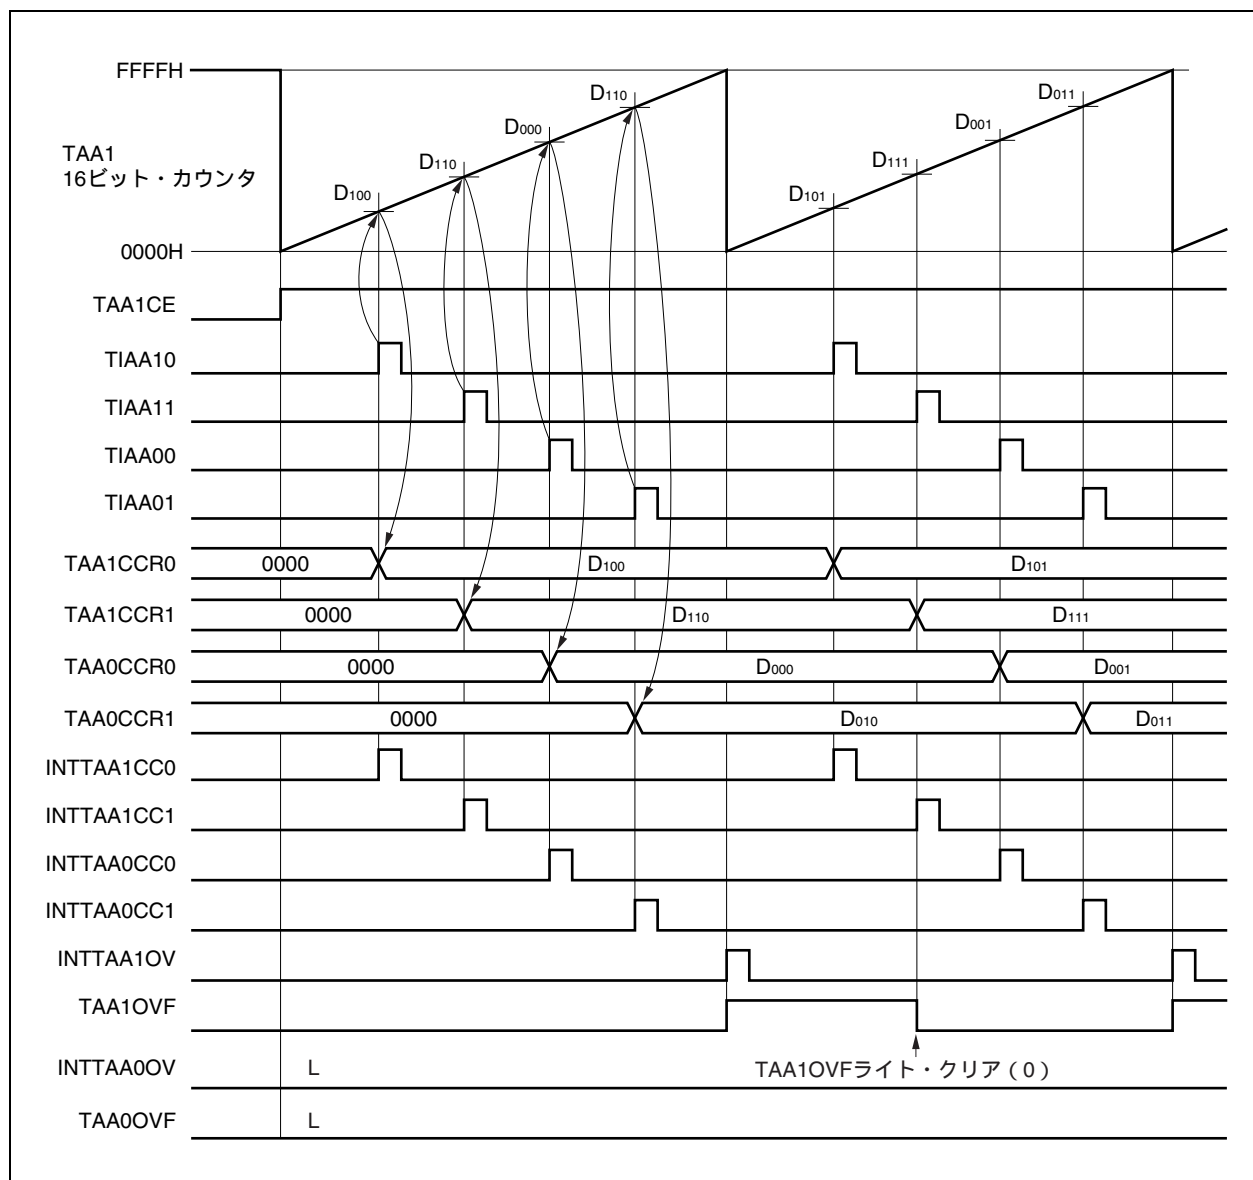 FFFFH
D110
D011
D000
D001
TAA1
16ビット・カウンタ
D110
D111
D100
D101
0000H
TAA1CE
TIAA10
TIAA11
TIAA00
TIAA01
TAA1CCR0 0000 D100 D101
TAA1CCR1 0000 D110 D111
TAA0CCR0 0000 D000 D001
TAA0CCR1 0000 D010 D011
INTTAA1CC0
INTTAA1CC1
INTTAA0CC0
INTTAA0CC1
INTTAA1OV
TAA1OVF
INTTAA0OV L TAA1OVFライト・クリア（0）
TAA0OVF L